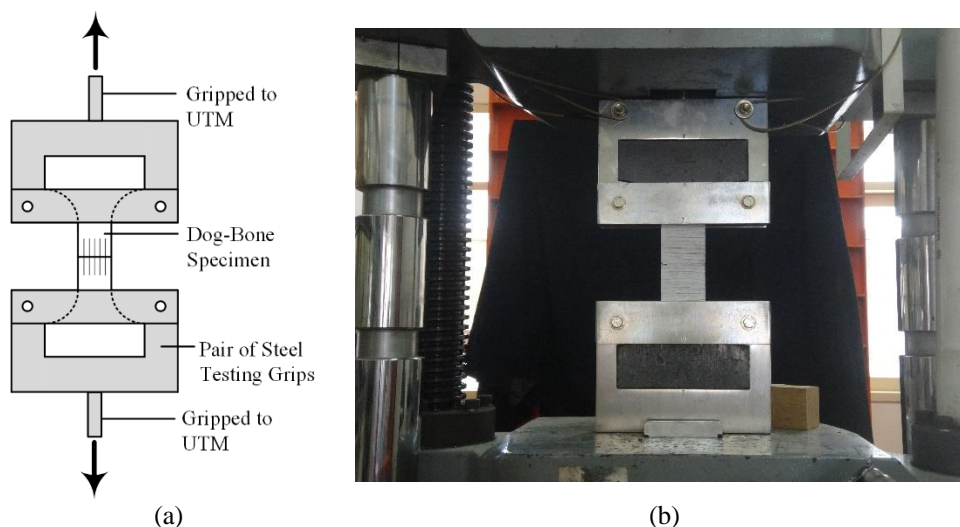 Gripped to
UTM
Dog-Bone
Specimen
Pair of Steel
Testing Grips
Gripped to
UTM
(a)
(b)